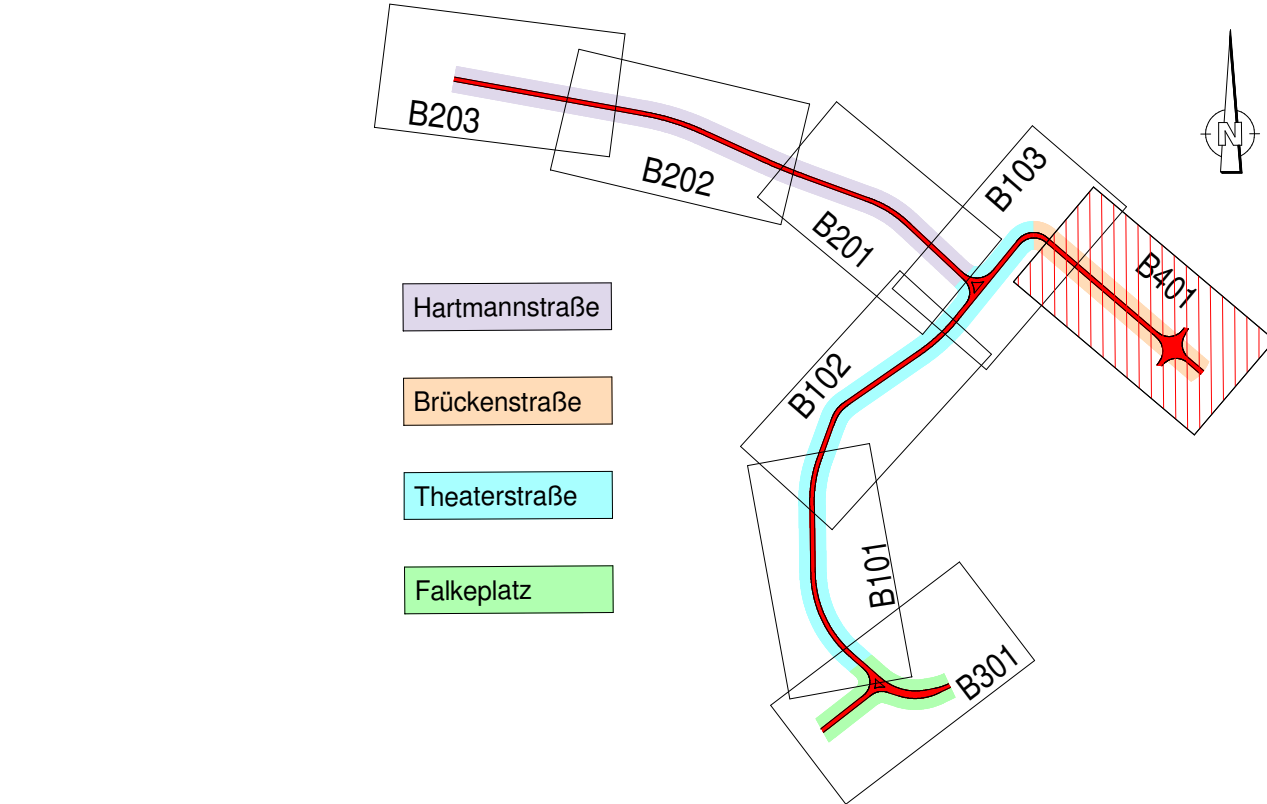 B203
B202
B201
B103
B401
N
Hartmannstraße
Brückenstraße
Theaterstraße
Falkeplatz
B102
B101
B301